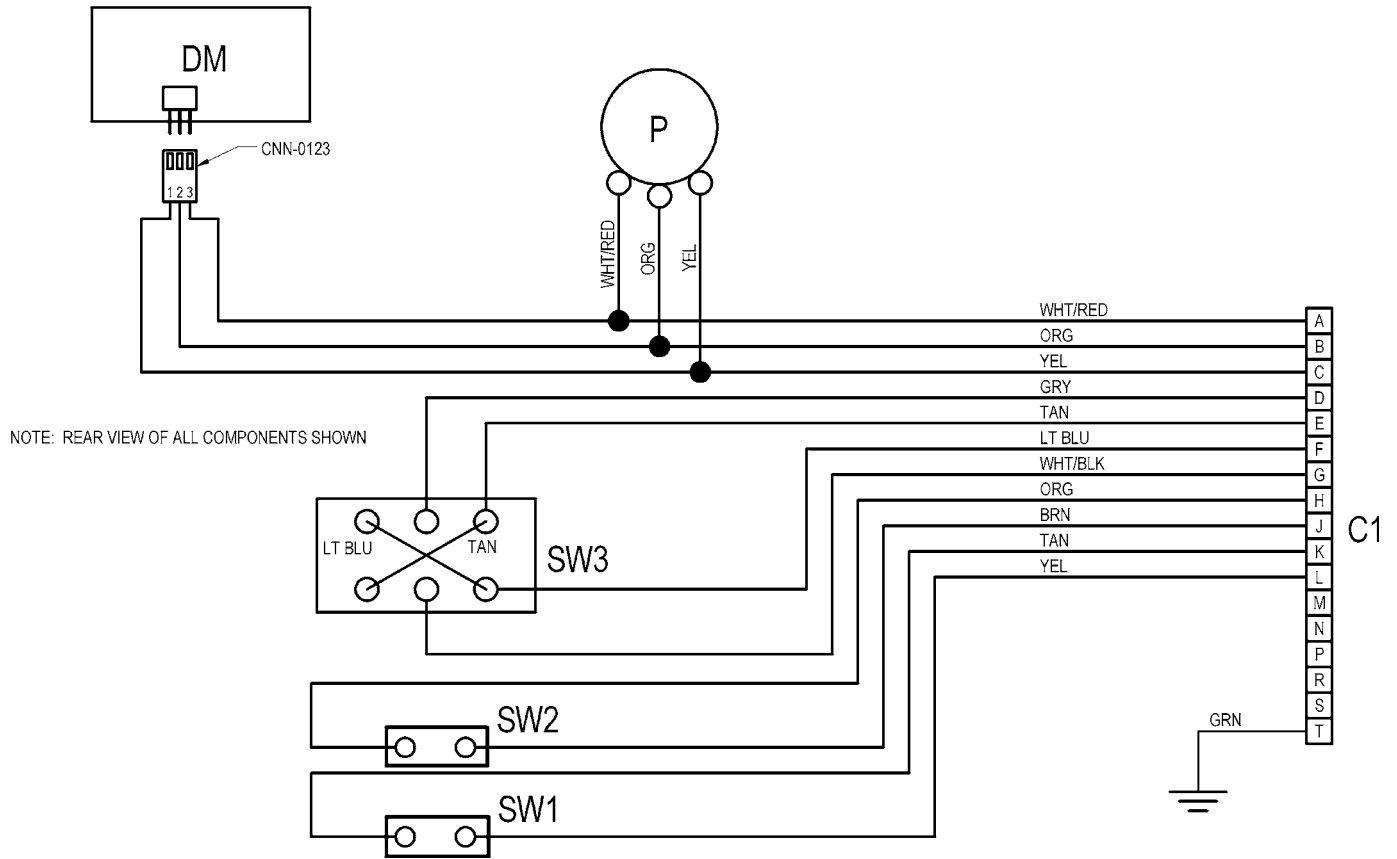 DM
CNN-0123
1 2 3
P
WHT/RED
ORG
YEL
WHT/RED
ORG
YEL
GRY
TAN
LT BLU
WHT/BLK
ORG
BRN
TAN
YEL
A
B
C
D
E
F
G
H
J
K
L
M
N
P
R
S
T
C1
NOTE: REAR VIEW OF ALL COMPONENTS SHOWN
LT BLU
TAN
SW3
SW2
SW1
GRN